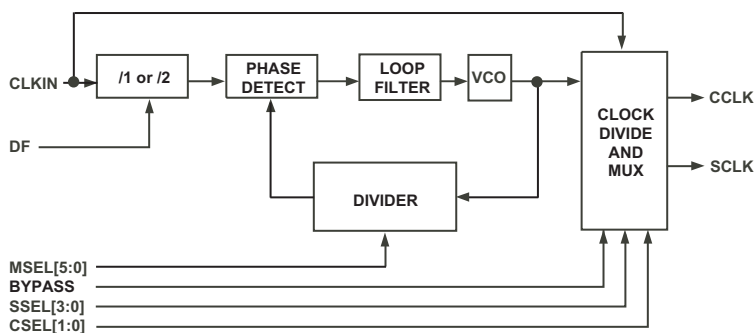 CLKIN
/1 or /2
PHASE
DETECT
LOOP
FILTER
VCO
CLOCK
DIVIDE
AND
MUX
CCLK
SCLK
DF
DIVIDER
MSEL[5:0]
BYPASS
SSEL[3:0]
CSEL[1:0]